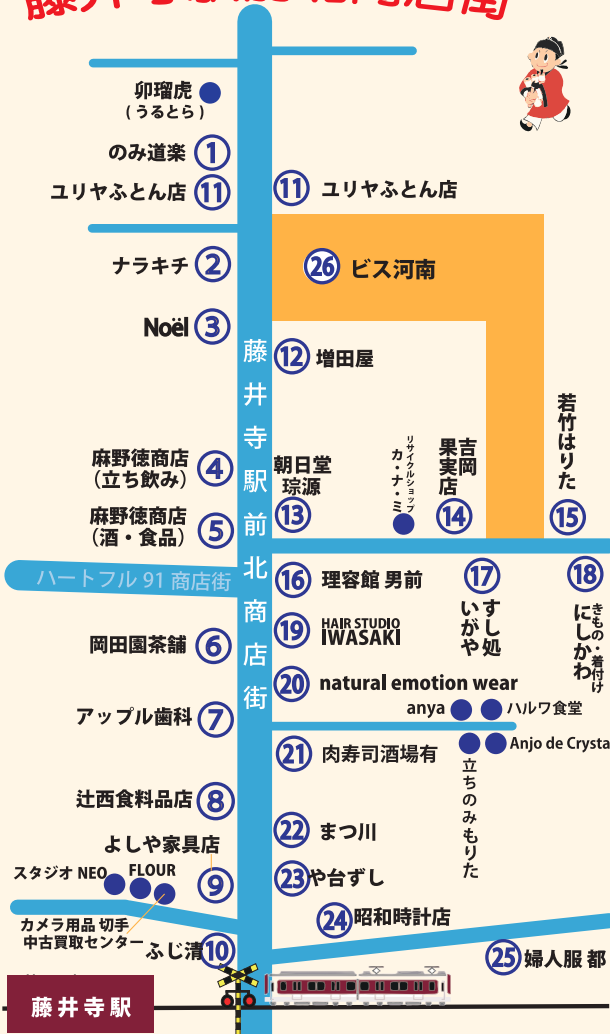 卯瑠虎
(うるとら)
のみ道楽 ①
ユリヤふとん店 ⑪
⑪ ユリヤふとん店
ナラキチ ②
㉖ ビス河南
Noël ③
⑫ 増田屋
藤井寺駅前北商店街
麻野徳商店
(立ち飲み) ④
麻野徳商店
(酒・食品) ⑤
朝日堂
琮源
⑬
リサイクルショップ
カ・ナ・ミ
吉岡
果実店
⑭
若竹はりた
⑮
ハートフル 91 商店街
⑯ 理容館 男前
⑰
すし処
いがや
⑱
きもの・着付け
にしかわ
岡田園茶舗 ⑥
⑲ HAIR STUDIO
IWASAKI
⑳ natural emotion wear
アップル歯科 ⑦
anya
ハルワ食堂
㉑ 肉寿司酒場有
Anjo de Crysta
立ちのみもりた
辻西食料品店 ⑧
㉒ まつ川
よしや家具店
⑨
スタジオ NEO
FLOUR
㉓ や台ずし
カメラ用品 切手
中古買取センター
㉔ 昭和時計店
ふじ清 ⑩
㉕ 婦人服 都
藤井寺駅